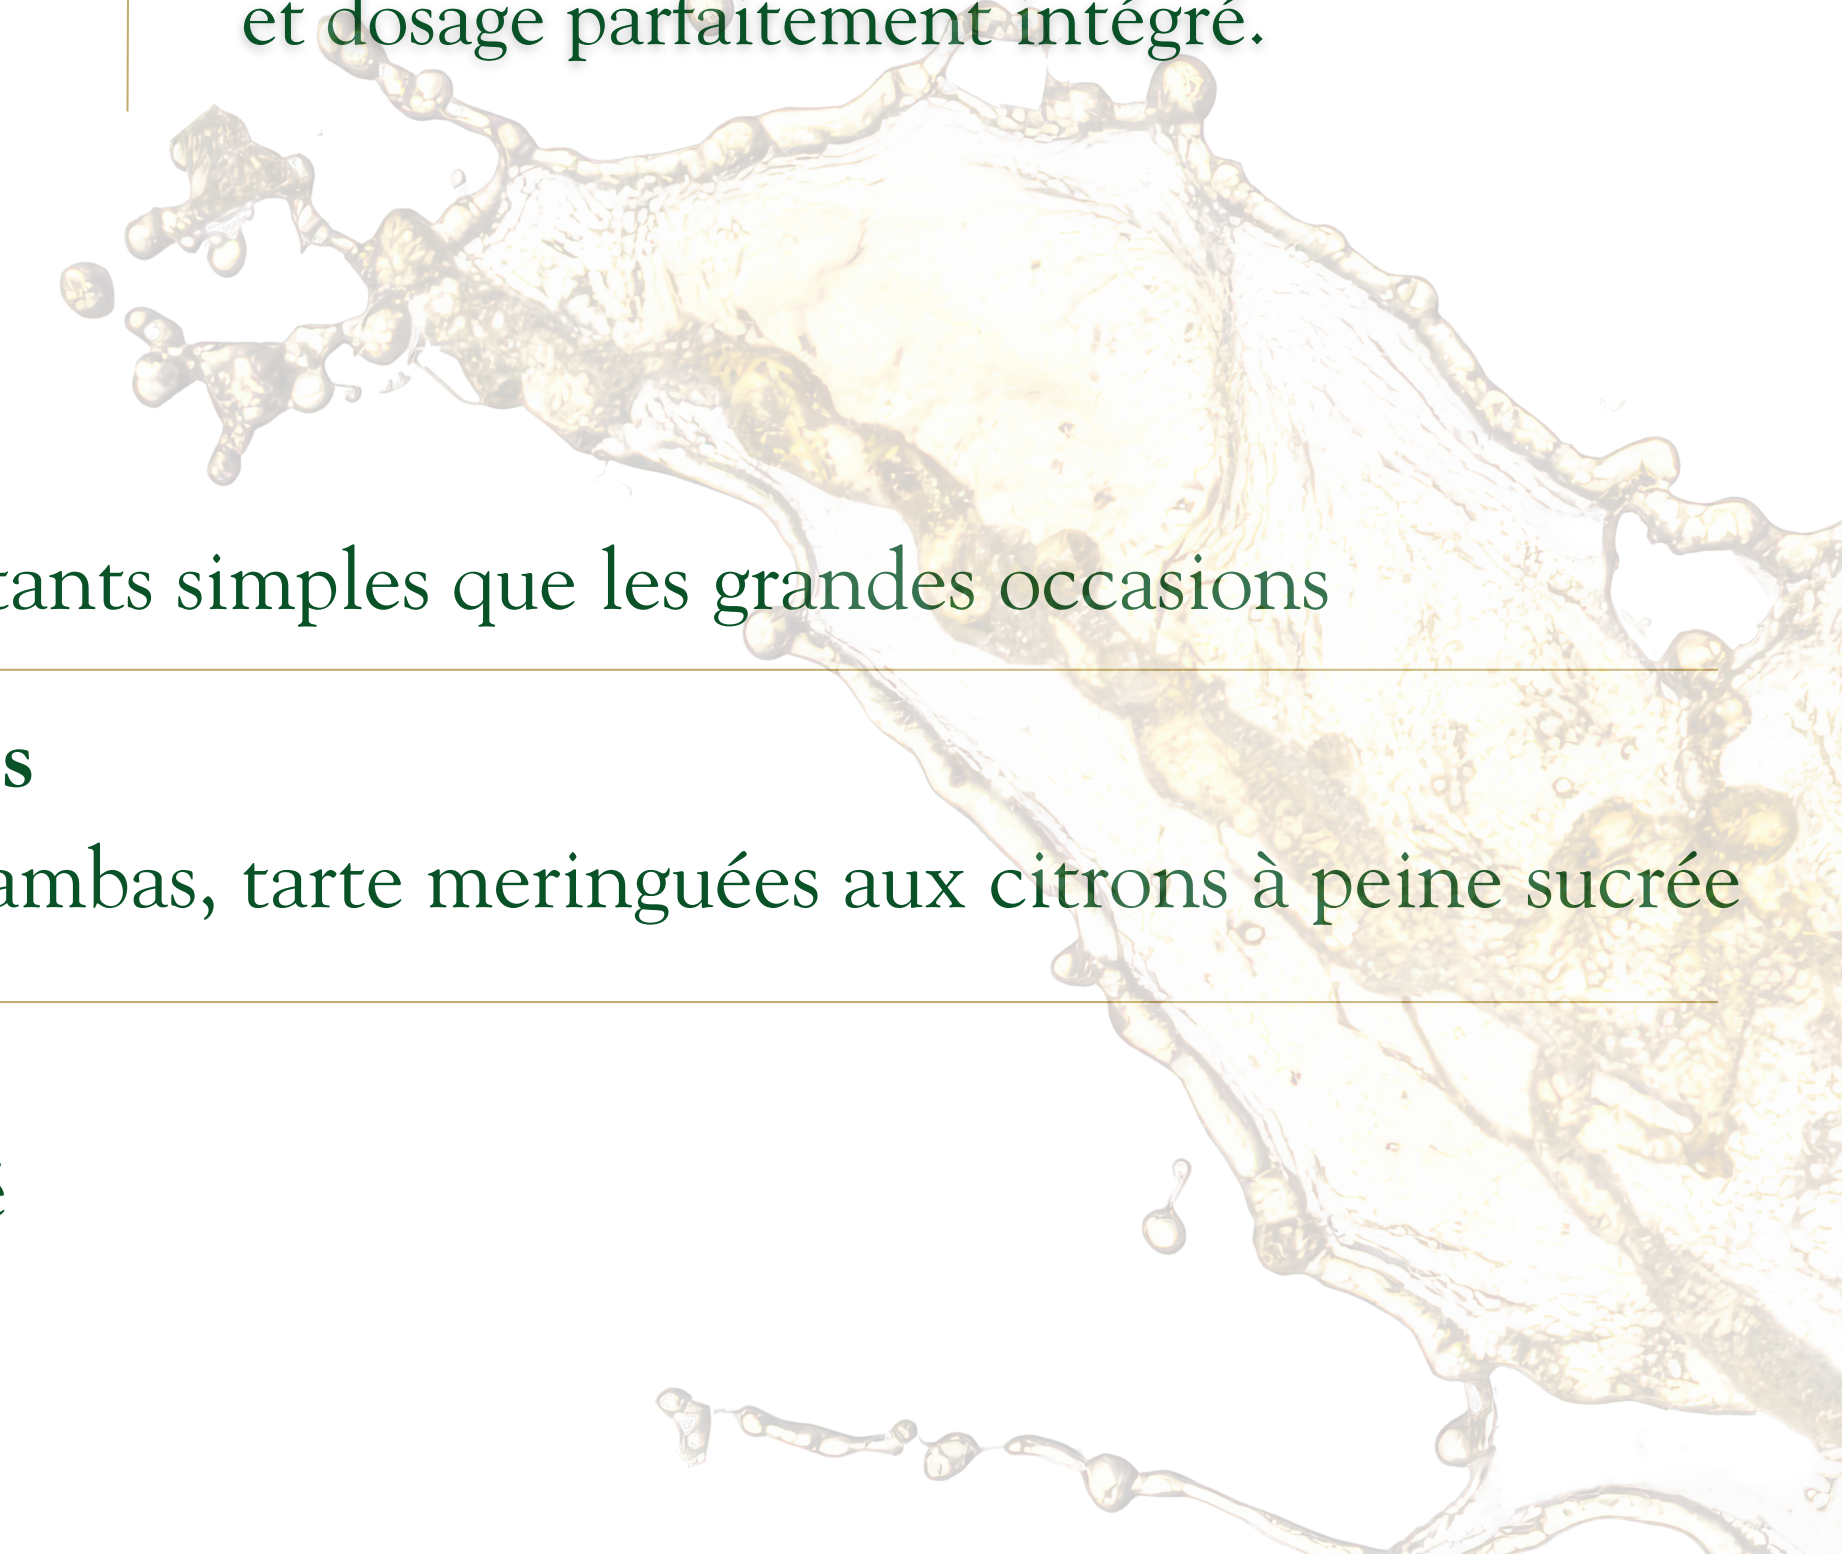 et dosage parfaitement intégré.
tants simples que les grandes occasions
s
ambas, tarte meringuées aux citrons à peine sucrée
é